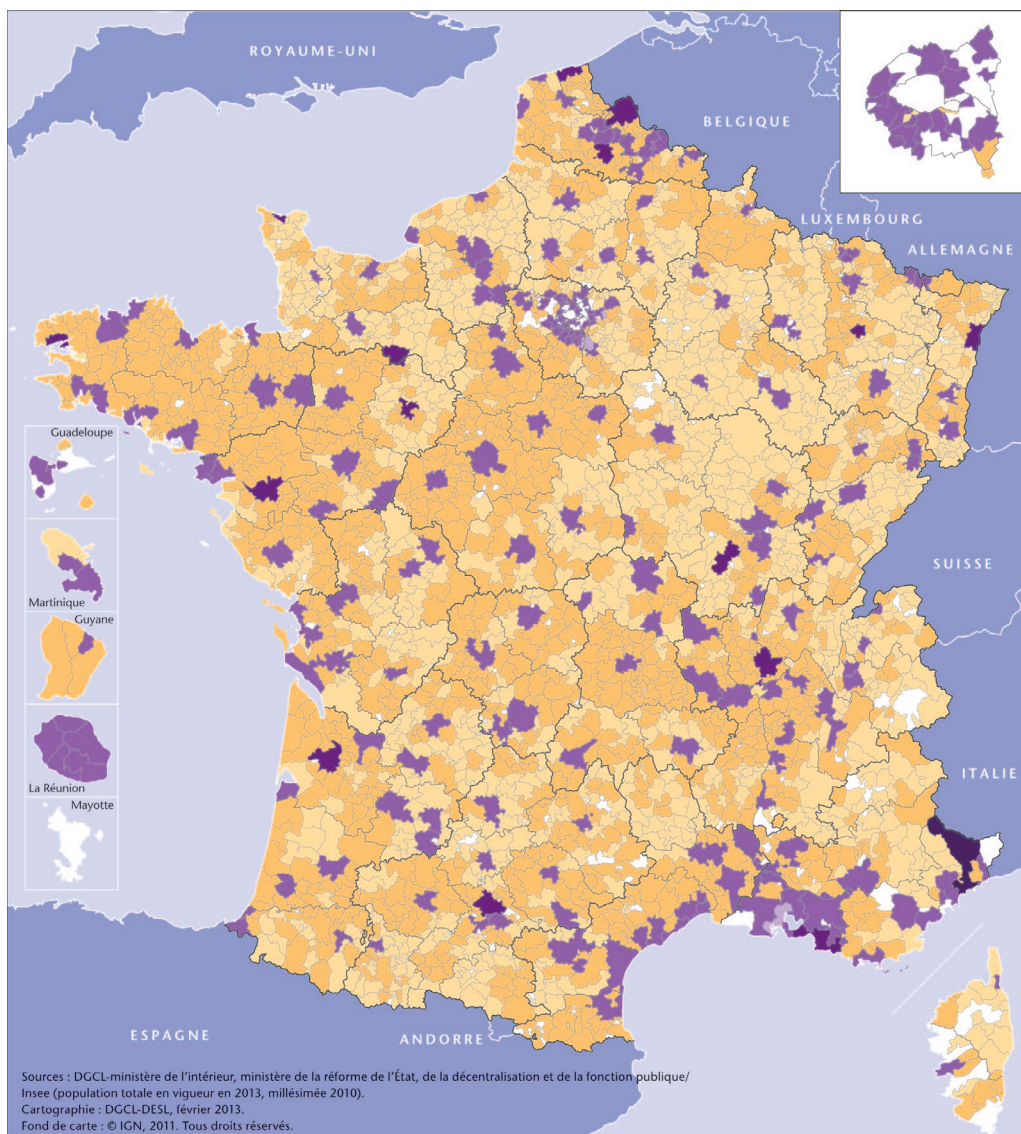 ROYAUME-UNI
BELGIQUE
LUXEMBOURG
ALLEMAGNE
Guadeloupe
Martinique
Guyane
SUISSE
La Réunion
ITALIE
Mayotte
ESPAGNE
ANDORRE
Sources : DGCL-ministère de l'intérieur, ministère de la réforme de l'État, de la décentralisation et de la fonction publique/
Insee (population totale en vigueur en 2013, millésimée 2010).
Cartographie : DGCL-DESL, février 2013.
Fond de carte : © IGN, 2011. Tous droits réservés.